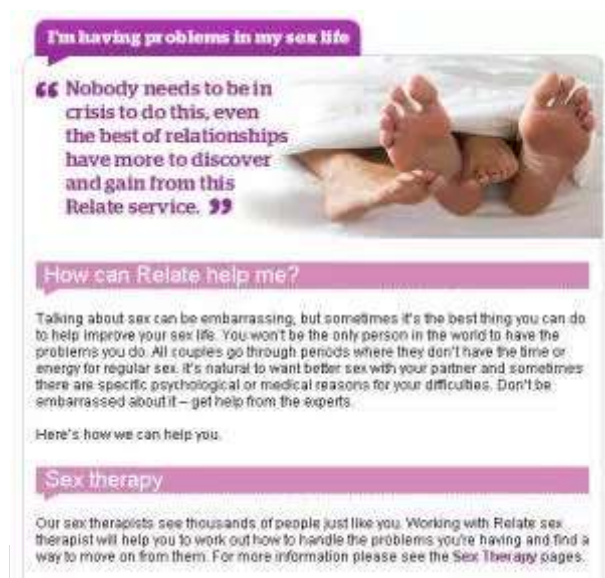 I'm having problems in my sex life
“ Nobody needs to be in
crisis to do this, even
the best of relationships
have more to discover
and gain from this
Relate service. ”
How can Relate help me?
Talking about sex can be embarrassing, but sometimes it's the best thing you can do
to help improve your sex life. You won't be the only person in the world to have the
problems you do. All couples go through periods where they don't have the time or
energy for regular sex. It's natural to want better sex with your partner and sometimes
there are specific psychological or medical reasons for your difficulties. Don't be
embarrassed about it – get help from the experts.
Here's how we can help you.
Sex therapy
Our sex therapists see thousands of people just like you. Working with Relate sex
therapist will help you to work out how to handle the problems you're having and find a
way to move on from them. For more information please see the Sex Therapy pages.